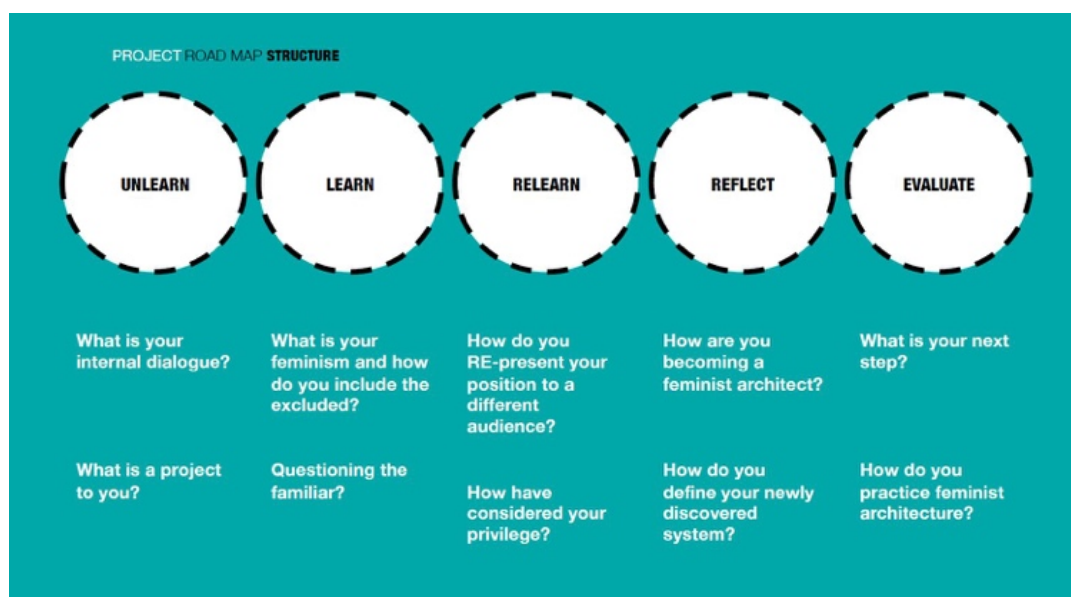 PROJECT ROAD MAP STRUCTURE
UNLEARN
LEARN
RELEARN
REFLECT
EVALUATE
What is your
internal dialogue?
What is a project
to you?
What is your
feminism and how
do you include the
excluded?
Questioning the
familiar?
How do you
RE-present your
position to a
different
audience?
How have
considered your
privilege?
How are you
becoming a
feminist architect?
How do you
define your newly
discovered
system?
What is your next
step?
How do you
practice feminist
architecture?